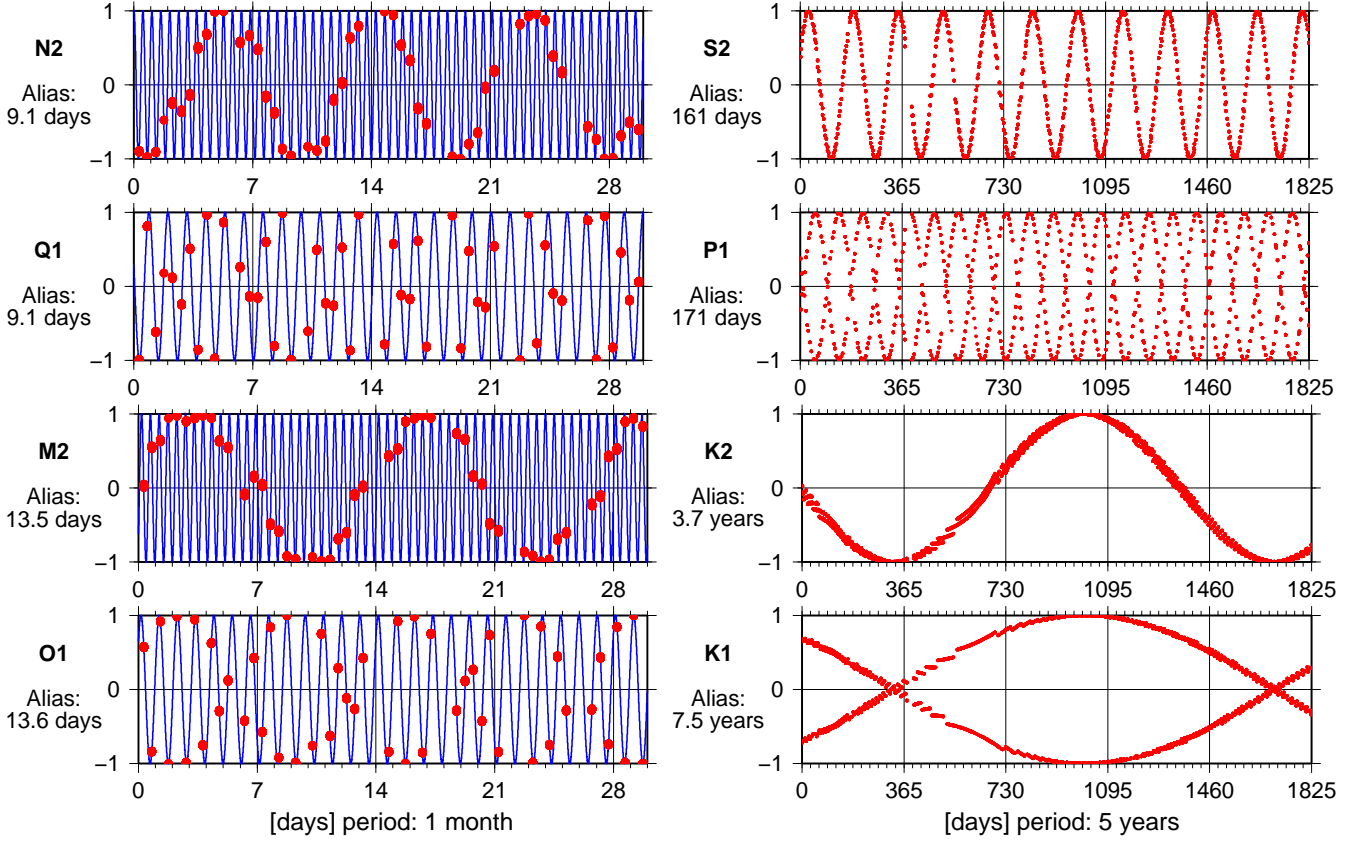 1
N2
0
Alias:
9.1 days
−1
0 7 14 21 28
1
Q1
0
Alias:
9.1 days
−1
0 7 14 21 28
1
M2
0
Alias:
13.5 days
−1
0 7 14 21 28
1
O1
0
Alias:
13.6 days
−1
0 7 14 21 28
[days] period: 1 month
1
S2
0
Alias:
161 days
−1
0 365 730 1095 1460 1825
1
P1
0
Alias:
171 days
−1
0 365 730 1095 1460 1825
1
K2
0
Alias:
3.7 years
−1
0 365 730 1095 1460 1825
1
K1
0
Alias:
7.5 years
−1
0 365 730 1095 1460 1825
[days] period: 5 years